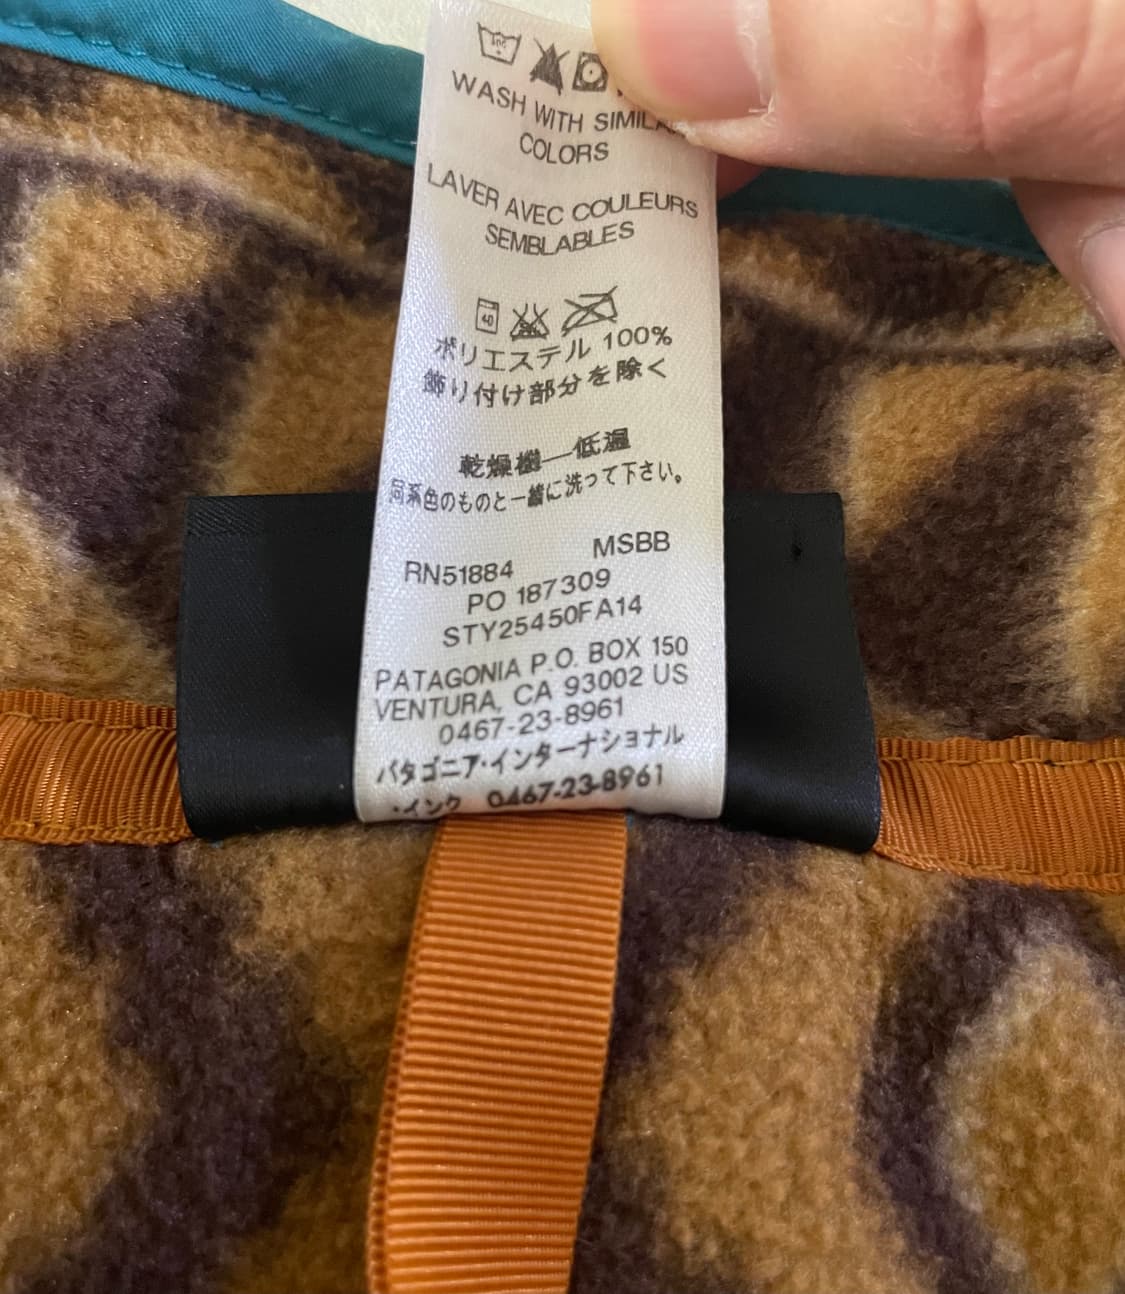 WASH WITH SIMILA
COLORS
LAVER AVEC COULEURS
SEMBLABLES
40
ポリエステル 100%
飾り付け部分を除く
乾燥機―低温
同系色のものと一緒に洗って下さい。
MSBB
RN51884
PO 187309
STY25450FA14
PATAGONIA P.O. BOX 150
VENTURA, CA 93002 US
0467-23-8961
パタゴニア・インターナショナル
・インク 0467-23-8961